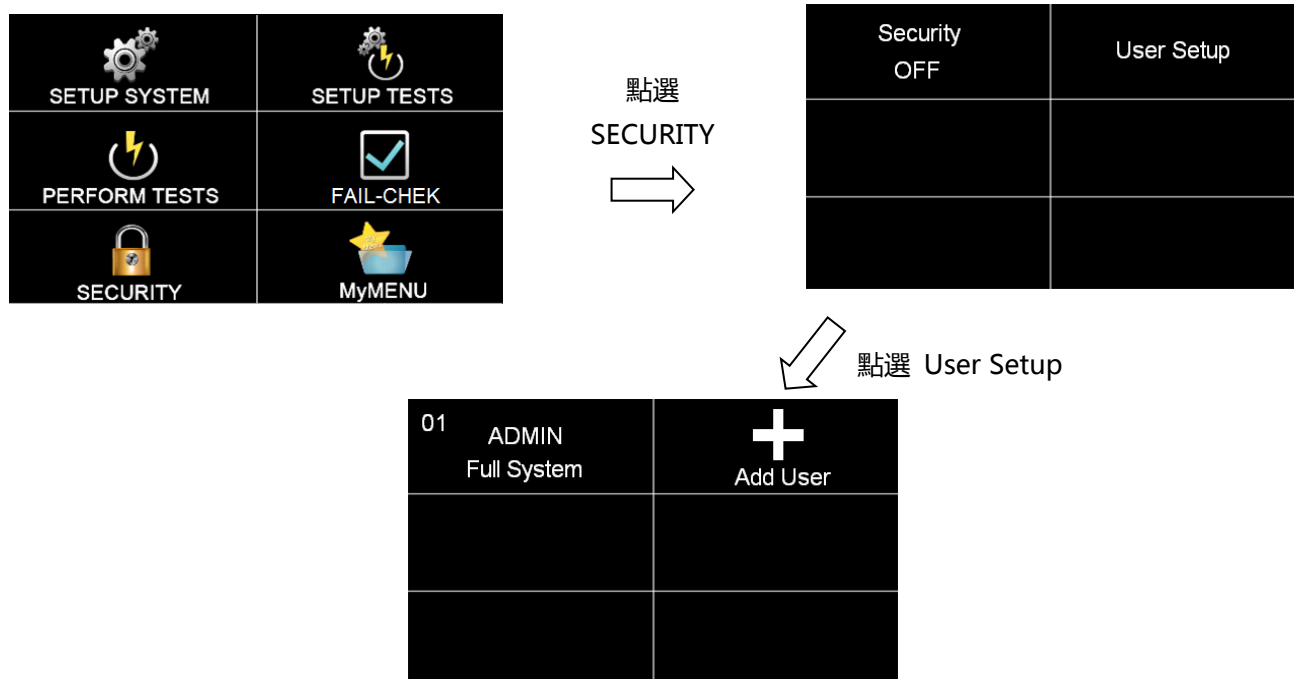 SETUP SYSTEM
SETUP TESTS
PERFORM TESTS
FAIL-CHEK
SECURITY
MyMENU
點選
SECURITY
Security
OFF
User Setup
點選 User Setup
01
ADMIN
Full System
Add User